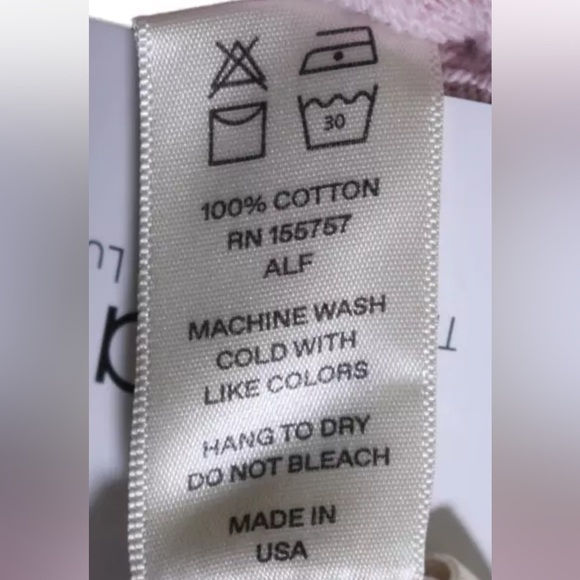 30
100% COTTON
RN 155757
ALF
MACHINE WASH
COLD WITH
LIKE COLORS
HANG TO DRY
DO NOT BLEACH
MADE IN
USA